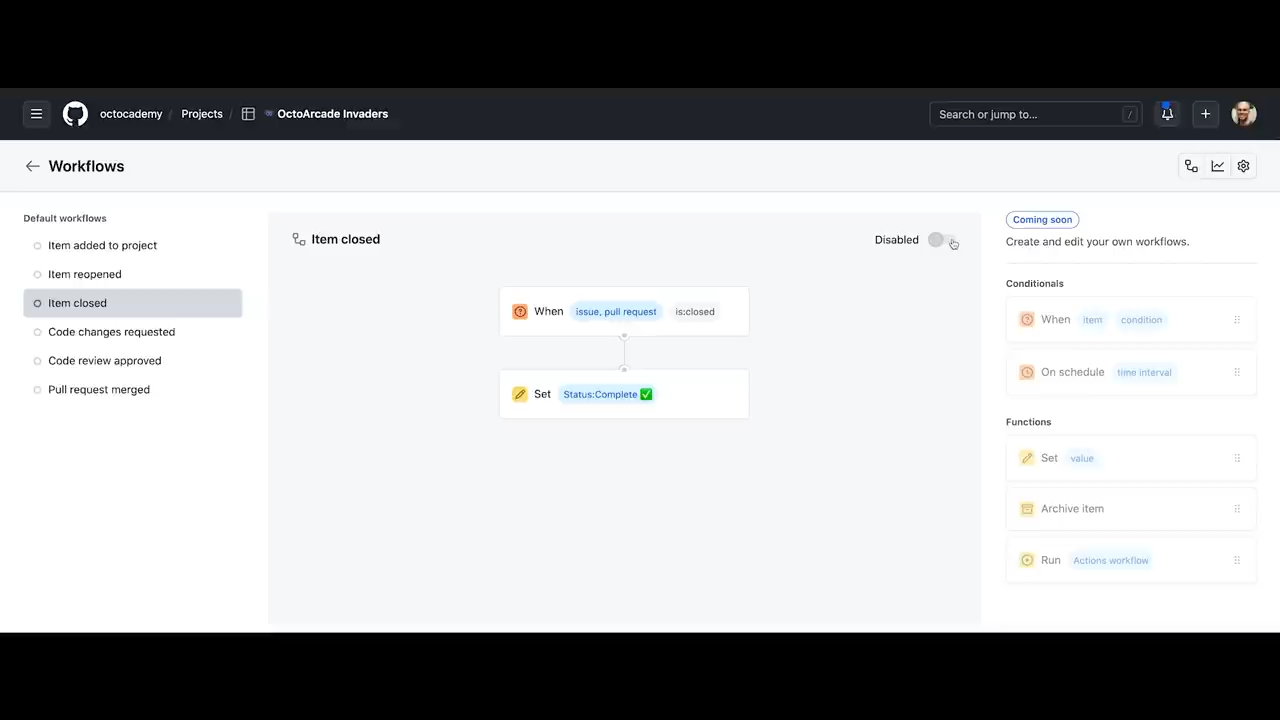 octocademy / Projects / OctoArcade Invaders
Search or jump to... /
Workflows
Default workflows
Item added to project
Item reopened
Item closed
Code changes requested
Code review approved
Pull request merged
Item closed
Disabled
When issue, pull request is:closed
Set Status:Complete ✅
Coming soon
Create and edit your own workflows.
Conditionals
When item condition
On schedule time interval
Functions
Set value
Archive item
Run Actions workflow